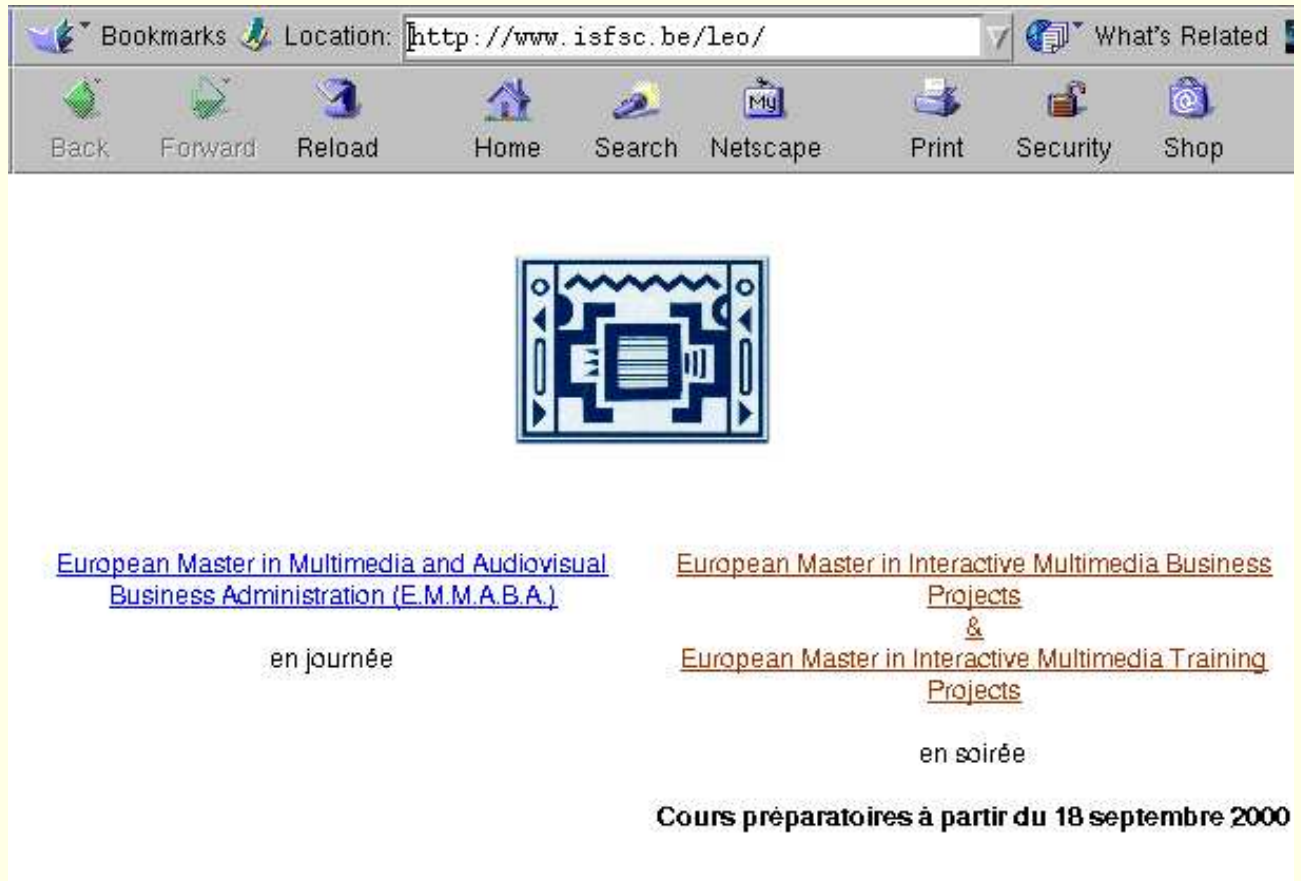 Bookmarks Location: http://www.isfsc.be/leo/ What's Related
Back Forward Reload Home Search My Netscape Print Security Shop
European Master in Multimedia and Audiovisual
Business Administration (E.M.M.A.B.A.)
en journée
European Master in Interactive Multimedia Business
Projects
&
European Master in Interactive Multimedia Training
Projects
en soirée
Cours préparatoires à partir du 18 septembre 2000